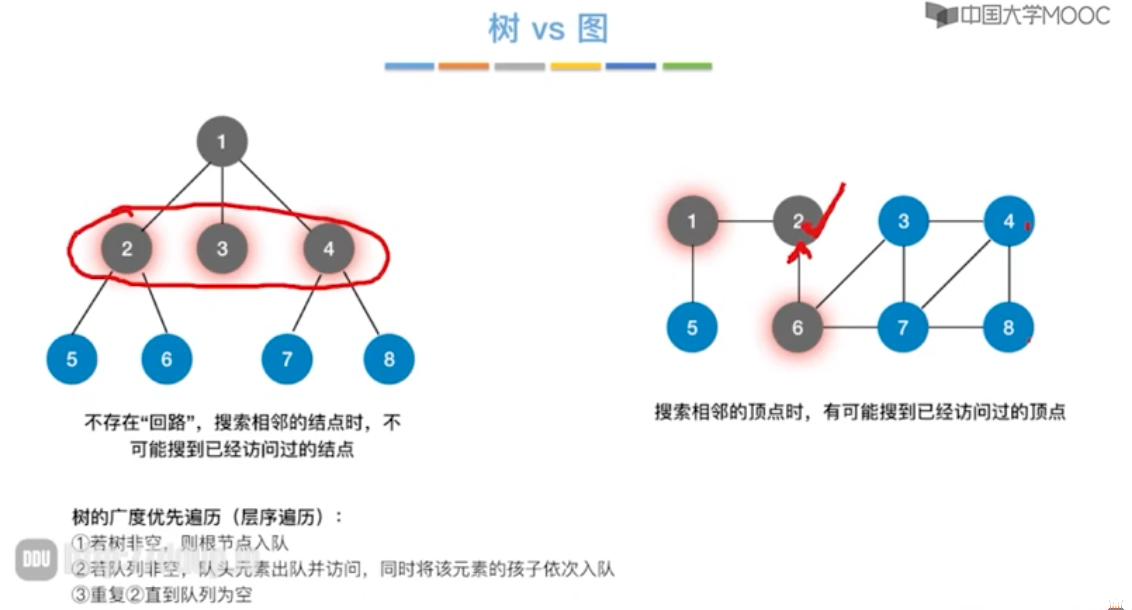 树 vs 图
中国大学MOOC
1
2
3
4
5
6
7
8
不存在“回路”，搜索相邻的结点时，不
可能搜到已经访问过的结点
1
2
3
4
5
6
7
8
搜索相邻的顶点时，有可能搜到已经访问过的顶点
树的广度优先遍历（层序遍历）：
①若树非空，则根节点入队
②若队列非空，队头元素出队并访问，同时将该元素的孩子依次入队
③重复②直到队列为空
DDU